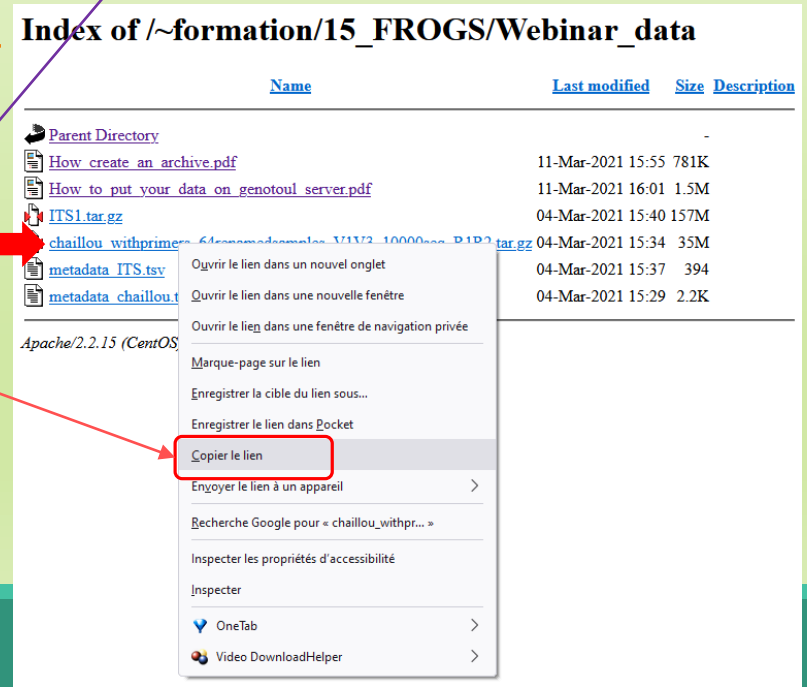 Index of /~formation/15_FROGS/Webinar_data
Name Last modified Size Description
Parent Directory -
How_create_an_archive.pdf 11-Mar-2021 15:55 781K
How_to_put_your_data_on_genotoul_server.pdf 11-Mar-2021 16:01 1.5M
ITS1.tar.gz 04-Mar-2021 15:40 157M
chaillou_withprimers_64renamedsamples_V1V3_10000seq_R1R2.tar.gz 04-Mar-2021 15:34 35M
metadata_ITS.tsv 04-Mar-2021 15:37 394
metadata_chaillou.t 04-Mar-2021 15:29 2.2K
Apache/2.2.15 (CentOS)
Ouvrir le lien dans un nouvel onglet
Ouvrir le lien dans une nouvelle fenêtre
Ouvrir le lien dans une fenêtre de navigation privée
Marque-page sur le lien
Enregistrer la cible du lien sous...
Enregistrer le lien dans Pocket
Copier le lien
Envoyer le lien à un appareil
Recherche Google pour « chaillou_withpr... »
Inspecter les propriétés d'accessibilité
Inspecter
OneTab
Video DownloadHelper